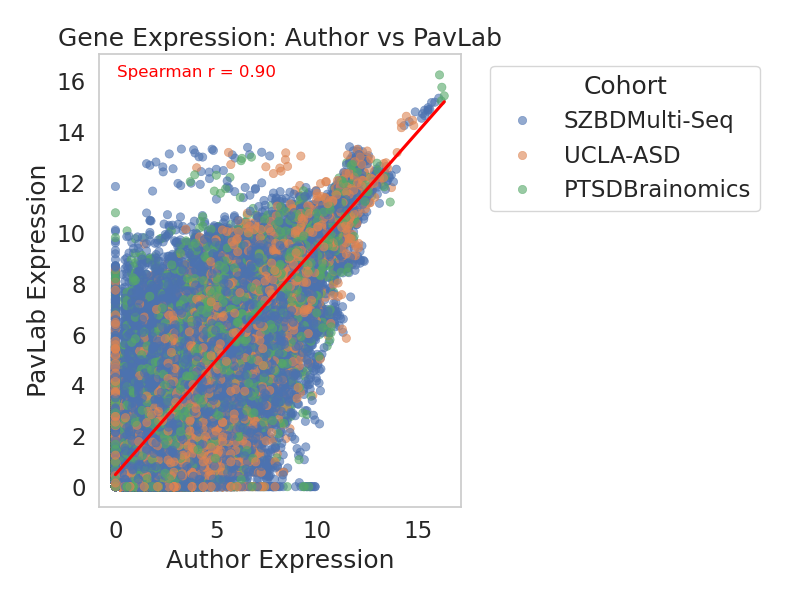 Gene Expression: Author vs PavLab
Spearman r = 0.90
16
14
12
10
8
6
4
2
0
PavLab Expression
0 5 10 15
Author Expression
Cohort
SZBDMulti-Seq
UCLA-ASD
PTSDBrainomics